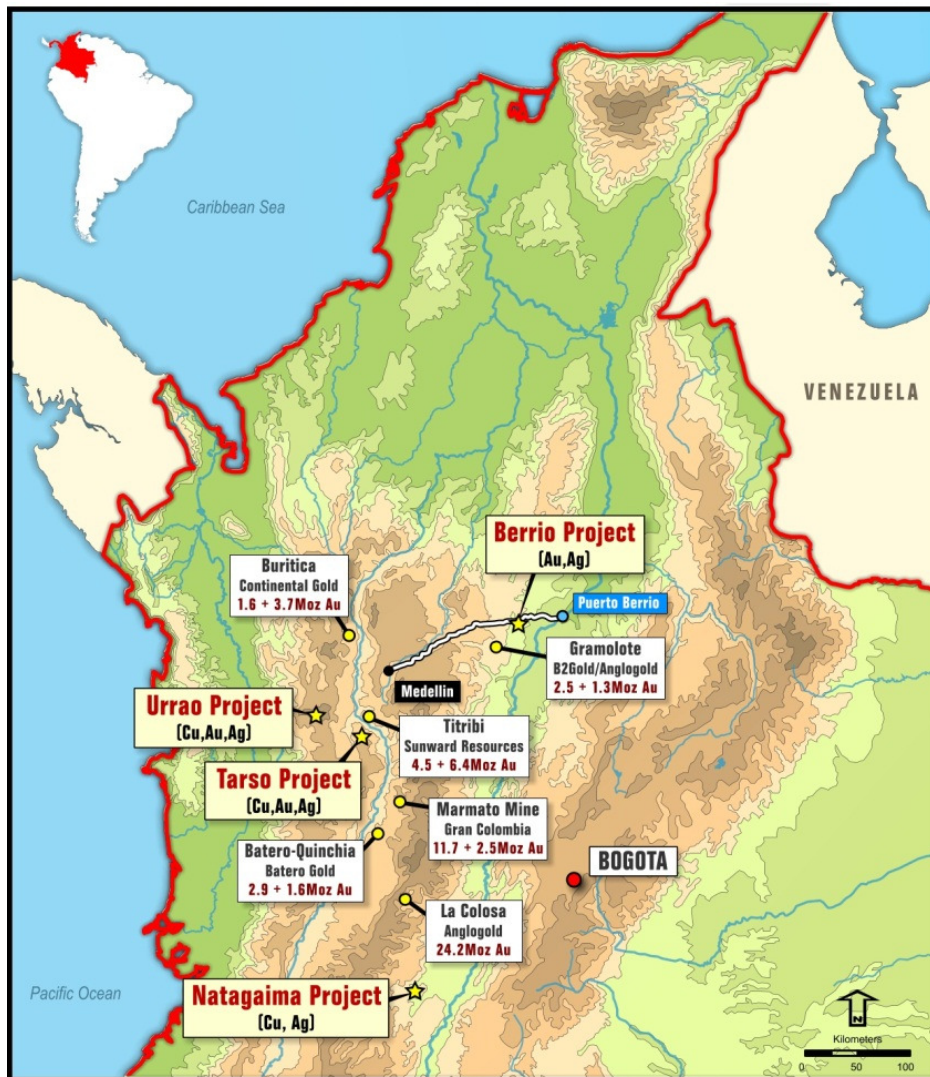 Caribbean Sea
VENEZUELA
Berrio Project
(Au,Ag)
Buritica
Continental Gold
1.6 + 3.7Moz Au
Puerto Berrio
Gramolote
B2Gold/Anglogold
2.5 + 1.3Moz Au
Medellin
Urrao Project
(Cu,Au,Ag)
Titribi
Sunward Resources
4.5 + 6.4Moz Au
Tarso Project
(Cu,Au,Ag)
Marmato Mine
Gran Colombia
11.7 + 2.5Moz Au
Batero-Quinchia
Batero Gold
2.9 + 1.6Moz Au
BOGOTA
La Colosa
Anglogold
24.2Moz Au
Pacific Ocean
Natagaima Project
(Cu, Ag)
N
Kilometers
0 50 100